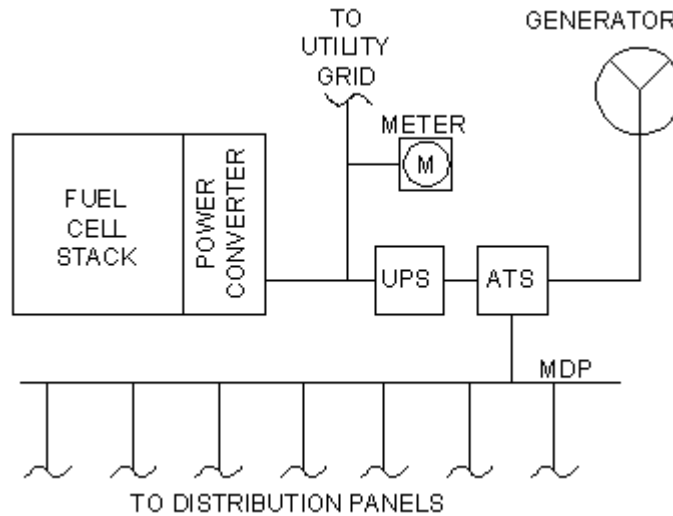 TO
UTILITY
GRID
GENERATOR
METER
M
FUEL
CELL
STACK
POWER
CONVERTER
UPS
ATS
MDP
TO DISTRIBUTION PANELS